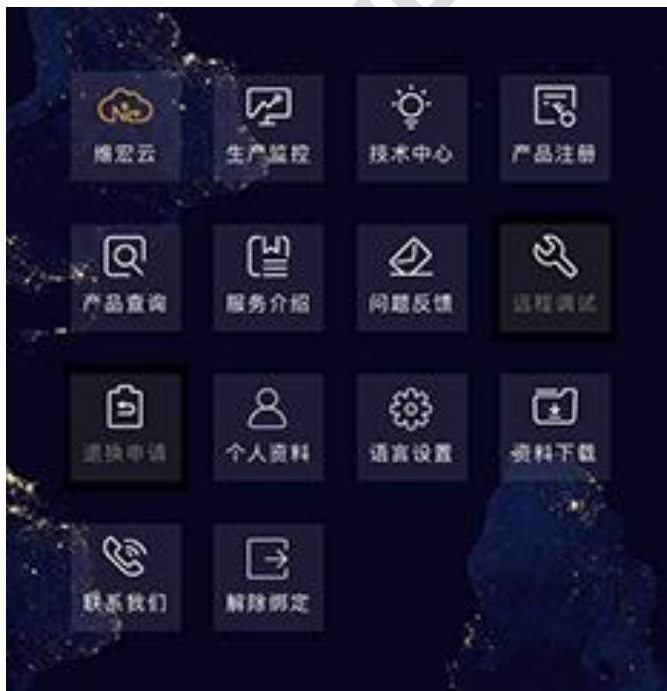 维宏云
生产监控
技术中心
产品注册
产品查询
服务介绍
问题反馈
远程调试
退换申请
个人资料
语言设置
资料下载
联系我们
解除绑定